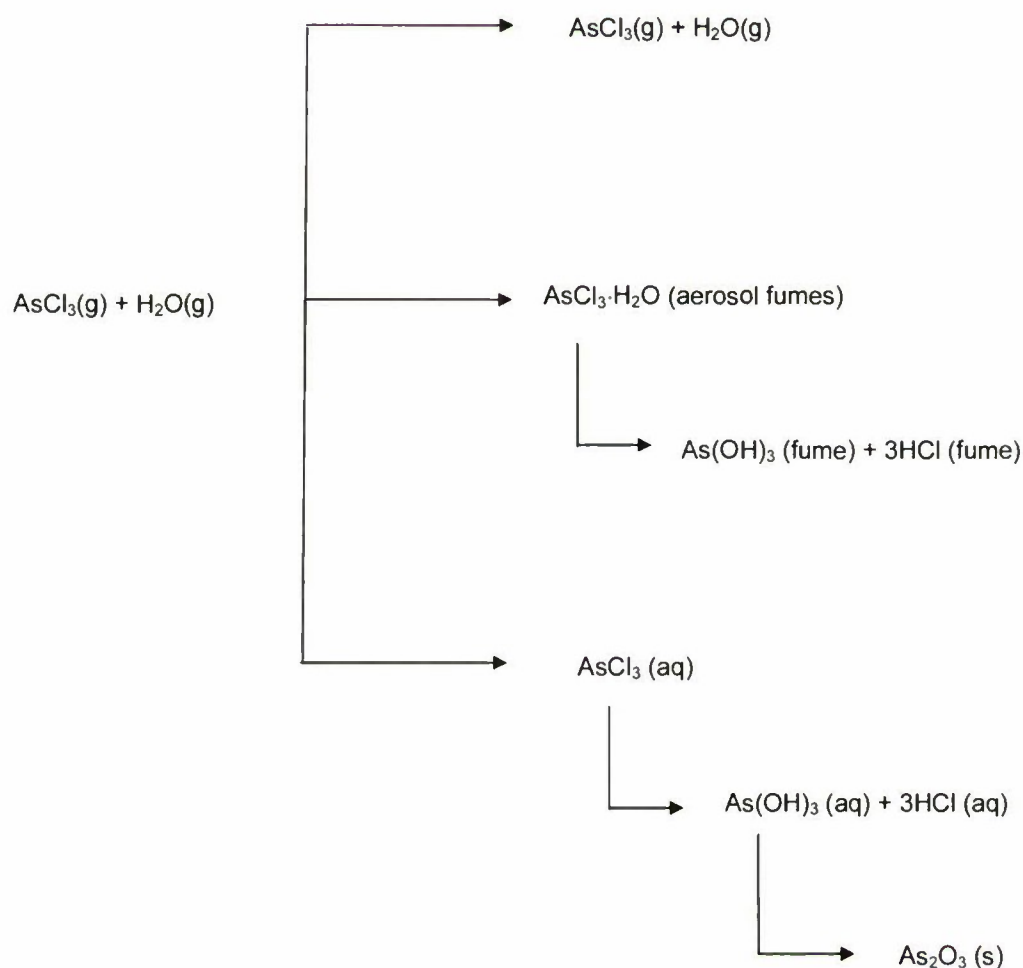 AsCl₃(g) + H₂O(g)
AsCl₃(g) + H₂O(g)
AsCl₃·H₂O (aerosol fumes)
As(OH)₃ (fume) + 3HCl (fume)
AsCl₃ (aq)
As(OH)₃ (aq) + 3HCl (aq)
As₂O₃ (s)